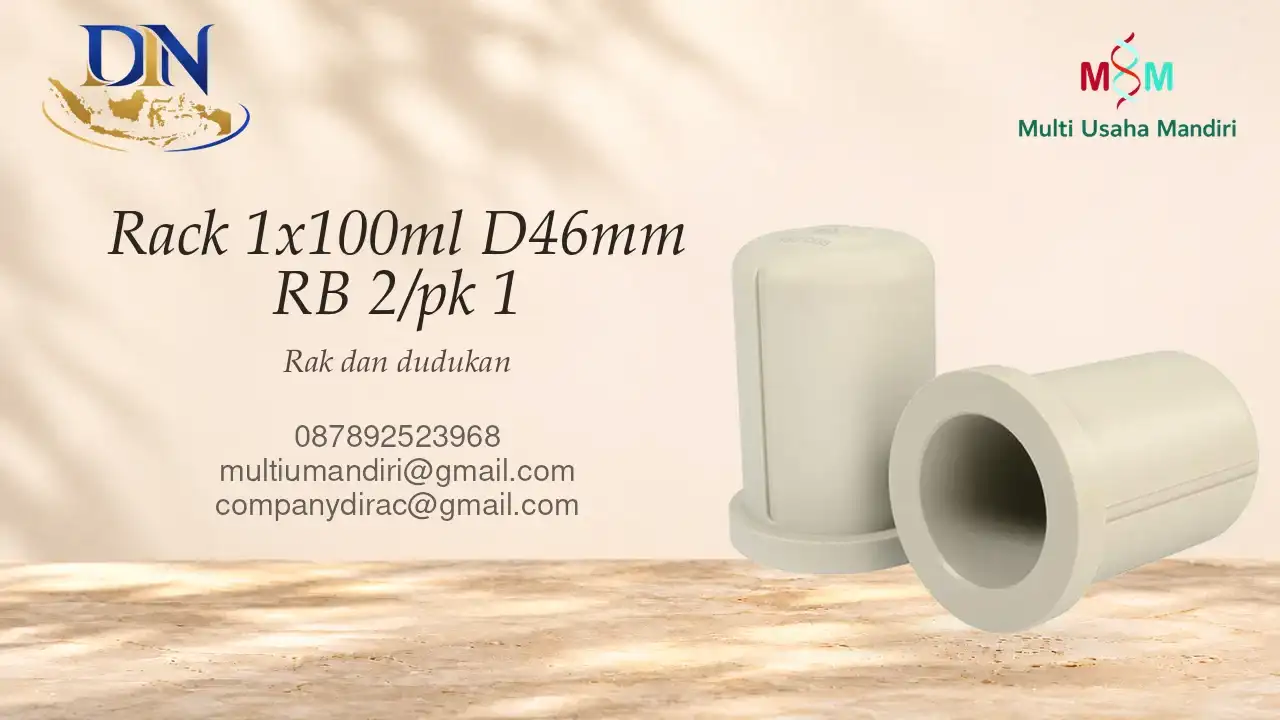 DN
M M
Multi Usaha Mandiri
Rack 1x100ml D46mm
RB 2/pk 1
Rak dan dudukan
087892523968
multiumandiri@gmail.com
companydirac@gmail.com